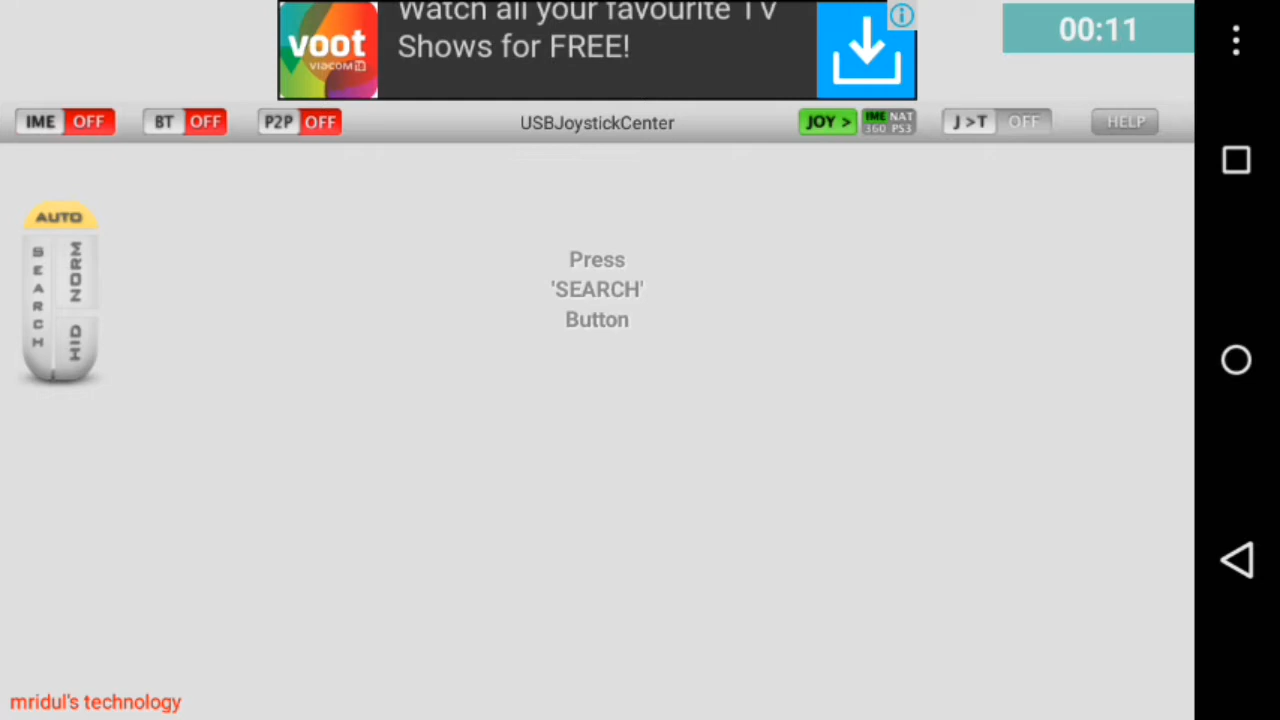 Watch all your favourite TV
Shows for FREE!
voot
VIACOM18
00:11
IME OFF
BT OFF
P2P OFF
USBJoystickCenter
JOY >
IME NAT
360 PS3
J >T OFF
HELP
AUTO
SEARCH
NORM
HID
Press
'SEARCH'
Button
mridul's technology